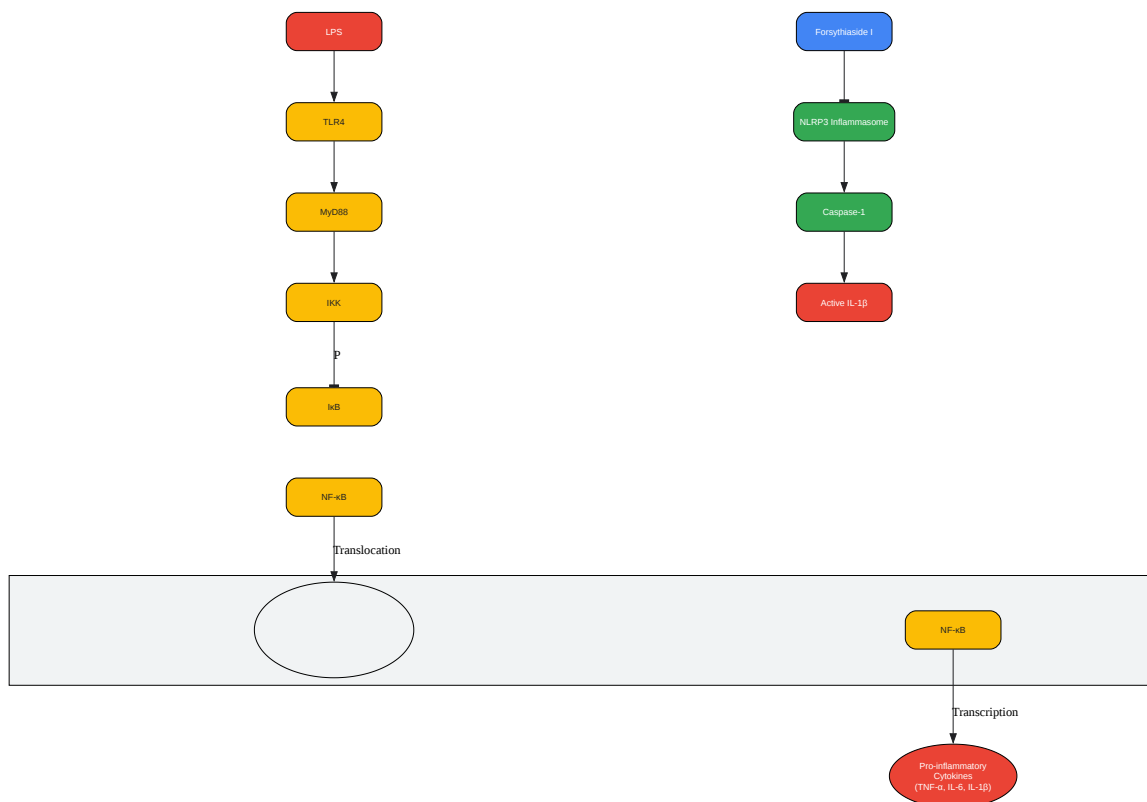 LPS
Forsythiaside I
TLR4
NLRP3 Inflammasome
MyD88
Caspase-1
IKK
Active IL-1β
P
IκB
NF-κB
Translocation
NF-κB
Transcription
Pro-inflammatory
Cytokines
(TNF-α, IL-6, IL-1β)